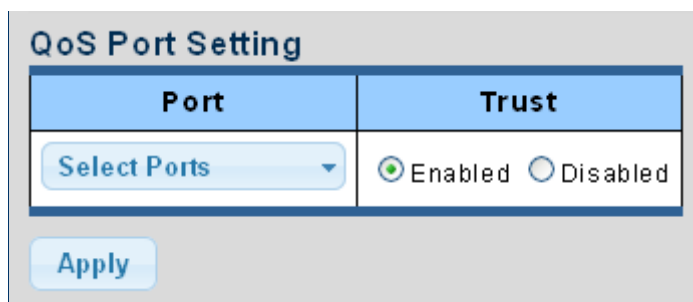 QoS Port Setting
Port Trust
Select Ports Enabled Disabled
Apply